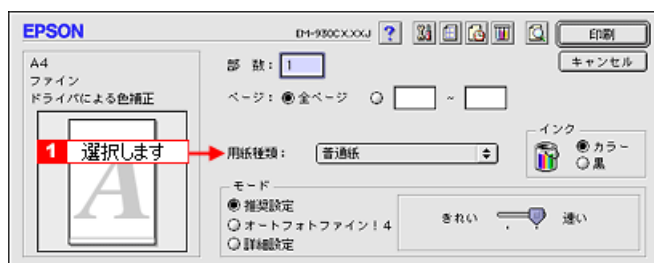 EPSON
EM-930CX.XXJ
印刷
キャンセル
A4
ファイン
ドライバによる色補正
部 数： 1
ページ： 全ページ ～
1 選択します
用紙種類： 普通紙
インク
カラー
黒
モード
推奨設定
オートフォトファイン！4
詳細設定
きれい 速い